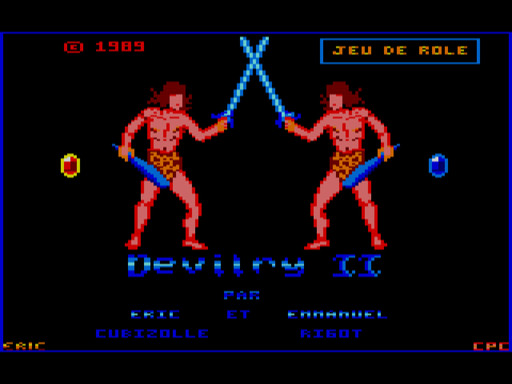 © 1989
JEU DE ROLE
Devilry II
PAR
ERIC ET EMMANUEL
CUBIZOLLE RIGOT
ERIC CPC